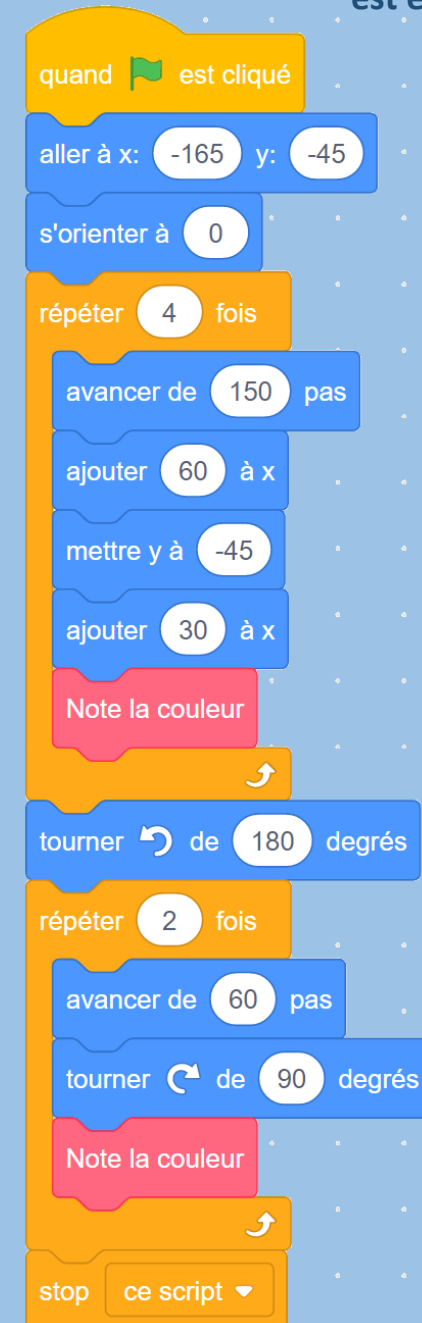 quand est cliqué
aller à x: -165 y: -45
s'orienter à 0
répéter 4 fois
avancer de 150 pas
ajouter 60 à x
mettre y à -45
ajouter 30 à x
Note la couleur
tourner de 180 degrés
répéter 2 fois
avancer de 60 pas
tourner de 90 degrés
Note la couleur
stop ce script